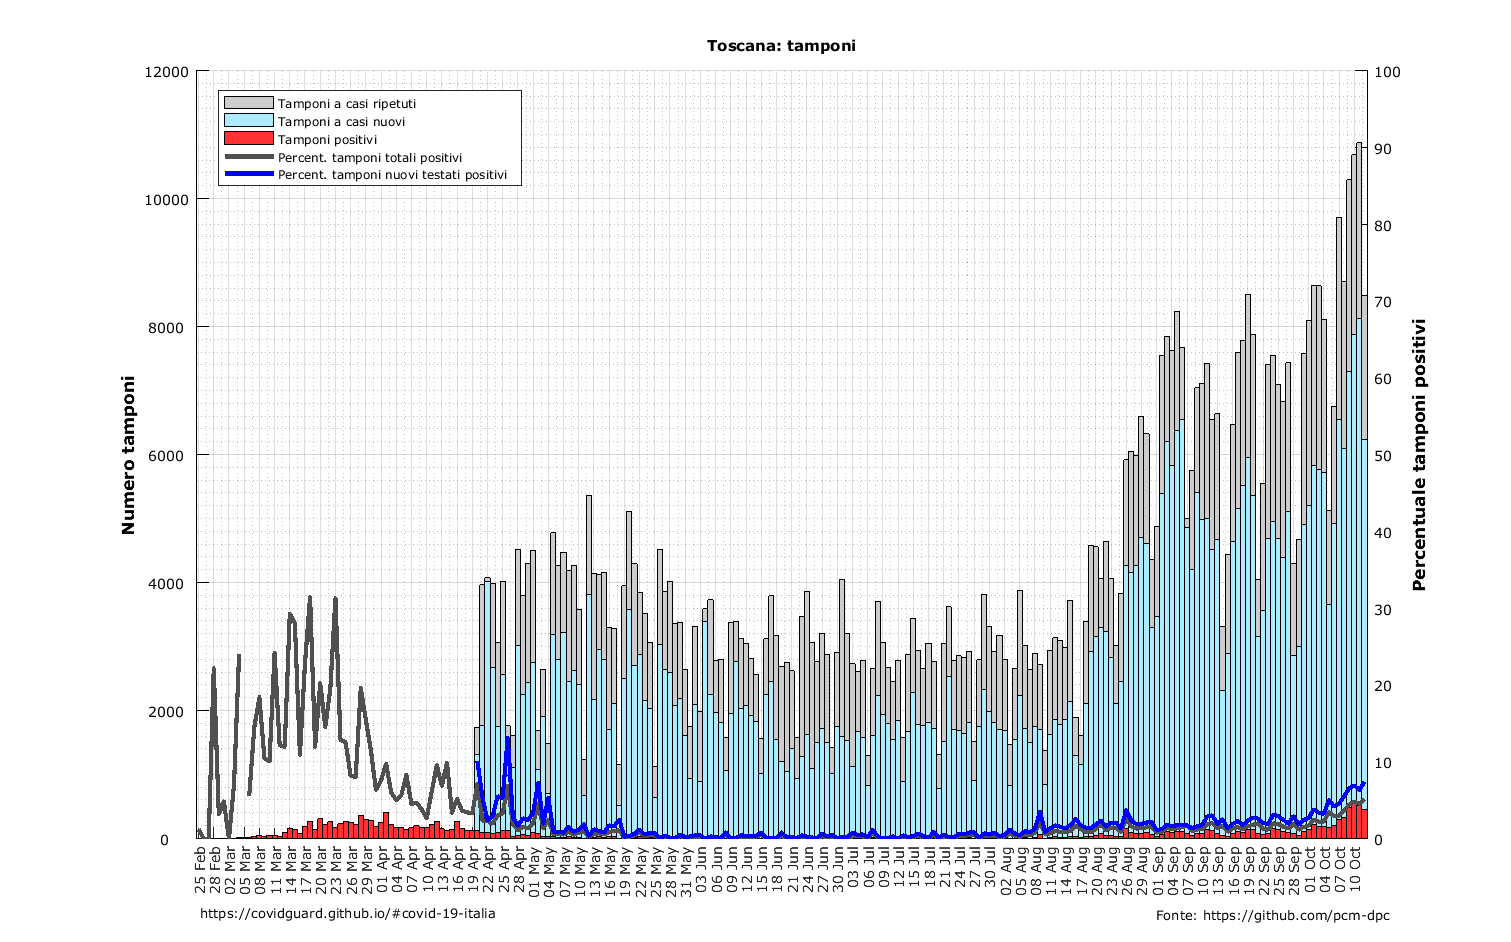 Toscana: tamponi
12000
10000
8000
6000
4000
2000
0
Numero tamponi
Tamponi a casi ripetuti
Tamponi a casi nuovi
Tamponi positivi
Percent. tamponi totali positivi
Percent. tamponi nuovi testati positivi
100
90
80
70
60
50
40
30
20
10
0
Percentuale tamponi positivi
25 Feb
28 Feb
02 Mar
05 Mar
08 Mar
11 Mar
14 Mar
17 Mar
20 Mar
23 Mar
26 Mar
29 Mar
01 Apr
04 Apr
07 Apr
10 Apr
13 Apr
16 Apr
19 Apr
22 Apr
25 Apr
28 Apr
01 May
04 May
07 May
10 May
13 May
16 May
19 May
22 May
25 May
28 May
31 May
03 Jun
06 Jun
09 Jun
12 Jun
15 Jun
18 Jun
21 Jun
24 Jun
27 Jun
30 Jun
03 Jul
06 Jul
09 Jul
12 Jul
15 Jul
18 Jul
21 Jul
24 Jul
27 Jul
30 Jul
02 Aug
05 Aug
08 Aug
11 Aug
14 Aug
17 Aug
20 Aug
23 Aug
26 Aug
29 Aug
01 Sep
04 Sep
07 Sep
10 Sep
13 Sep
16 Sep
19 Sep
22 Sep
25 Sep
28 Sep
01 Oct
04 Oct
07 Oct
10 Oct
https://covidguard.github.io/#covid-19-italia
Fonte: https://github.com/pcm-dpc